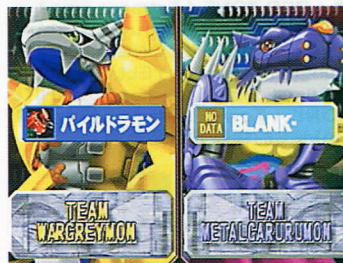 パイルドラモン
NO DATA BLANK-
TEAM
WARGREYMON
TEAM
METALGARURUMON